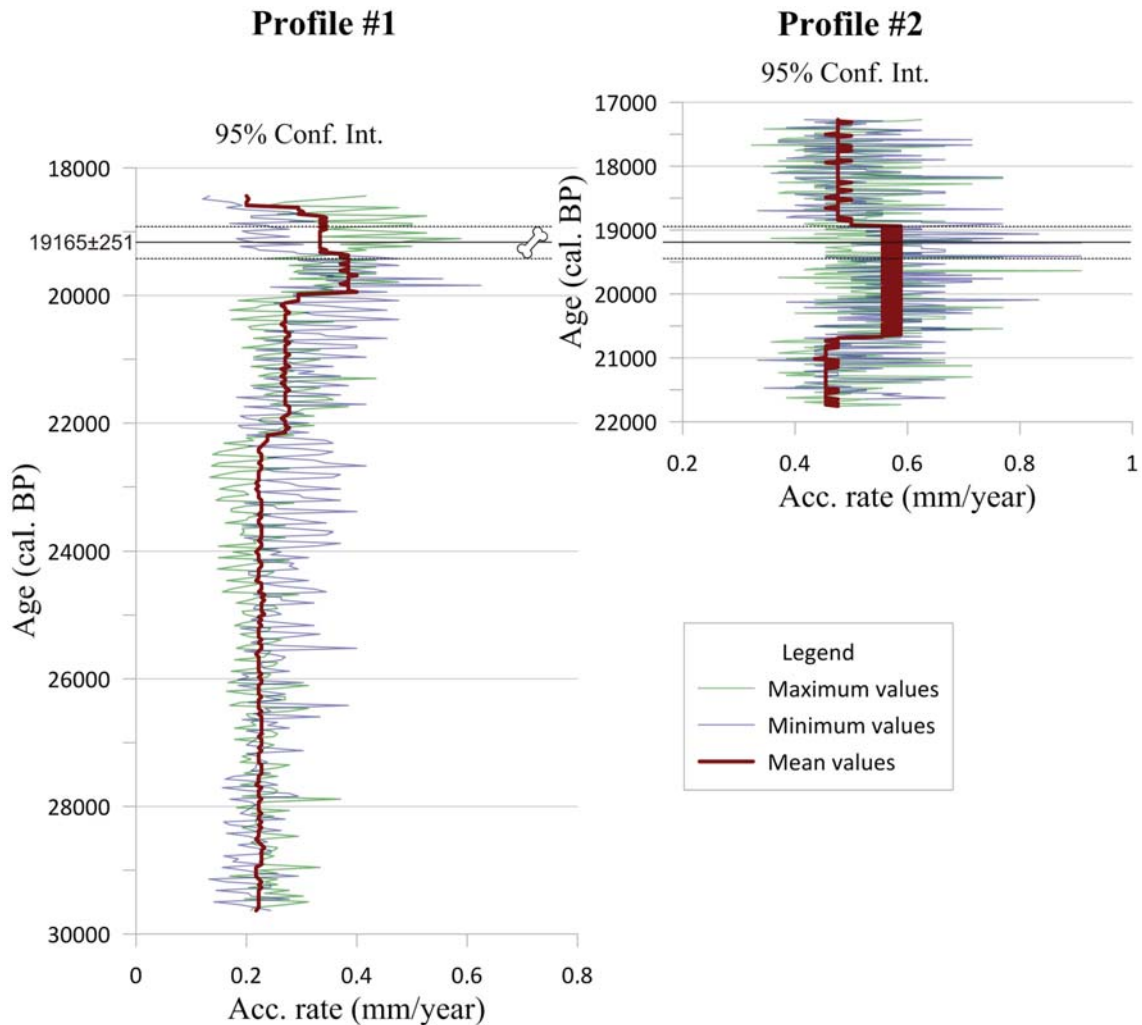 Profile #1
95% Conf. Int.
18000
19165±251
20000
22000
24000
26000
28000
30000
Age (cal. BP)
0 0.2 0.4 0.6 0.8
Acc. rate (mm/year)
Profile #2
95% Conf. Int.
17000
18000
19000
20000
21000
22000
Age (cal. BP)
0.2 0.4 0.6 0.8 1
Acc. rate (mm/year)
Legend
Maximum values
Minimum values
Mean values